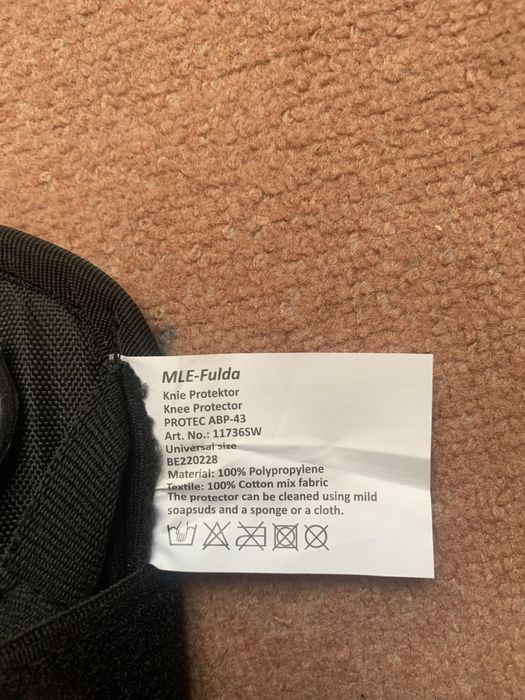 MLE-Fulda
Knie Protektor
Knee Protector
PROTEC ABP-43
Art. No.: 11736SW
Universal size
BE220228
Material: 100% Polypropylene
Textile: 100% Cotton mix fabric
The protector can be cleaned using mild
soapsuds and a sponge or a cloth.